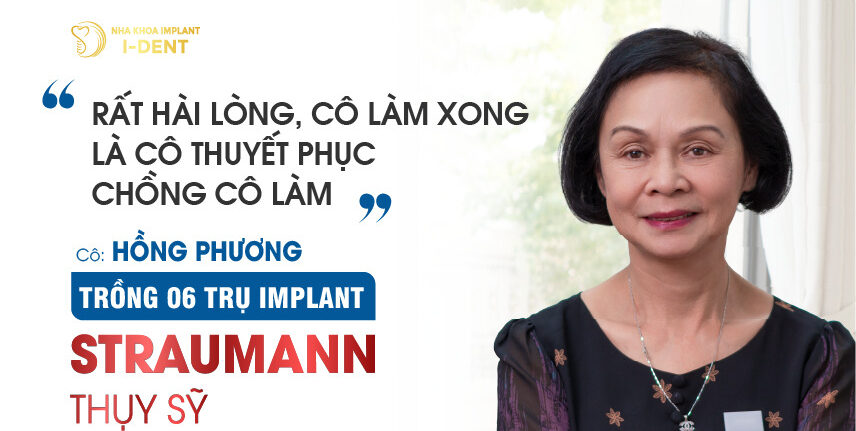 NHA KHOA IMPLANT
I-DENT
“ RẤT HÀI LÒNG, CÔ LÀM XONG
LÀ CÔ THUYẾT PHỤC
CHỒNG CÔ LÀM ”
Cô: HỒNG PHƯƠNG
TRỒNG 06 TRỤ IMPLANT
STRAUMANN
THỤY SỸ